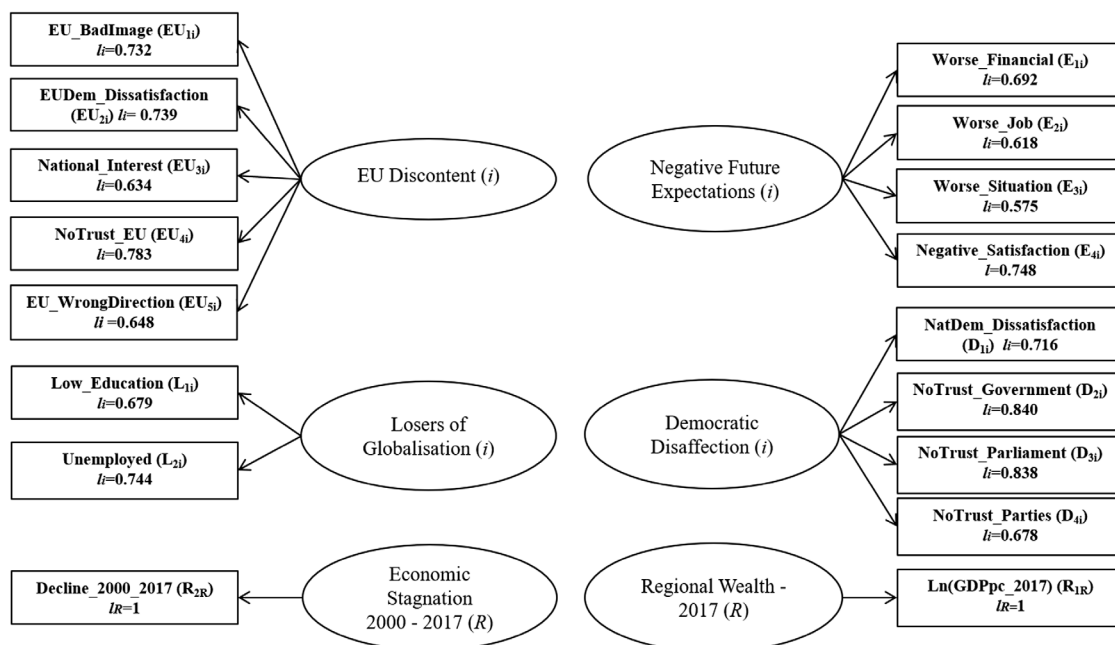 EU_BadImage (EU1i)
li=0.732
EUDem_Dissatisfaction
(EU2i) li= 0.739
National_Interest (EU3i)
li=0.634
NoTrust_EU (EU4i)
li=0.783
EU_WrongDirection (EU5i)
li =0.648
EU Discontent (i)
Negative Future
Expectations (i)
Worse_Financial (E1i)
li=0.692
Worse_Job (E2i)
li=0.618
Worse_Situation (E3i)
li=0.575
Negative_Satisfaction (E4i)
l=0.748
Low_Education (L1i)
li=0.679
Unemployed (L2i)
li=0.744
Losers of
Globalisation (i)
Democratic
Disaffection (i)
NatDem_Dissatisfaction
(D1i) li=0.716
NoTrust_Government (D2i)
li=0.840
NoTrust_Parliament (D3i)
li=0.838
NoTrust_Parties (D4i)
li=0.678
Decline_2000_2017 (R2R)
lR=1
Economic
Stagnation
2000 - 2017 (R)
Regional Wealth -
2017 (R)
Ln(GDPpc_2017) (R1R)
lR=1